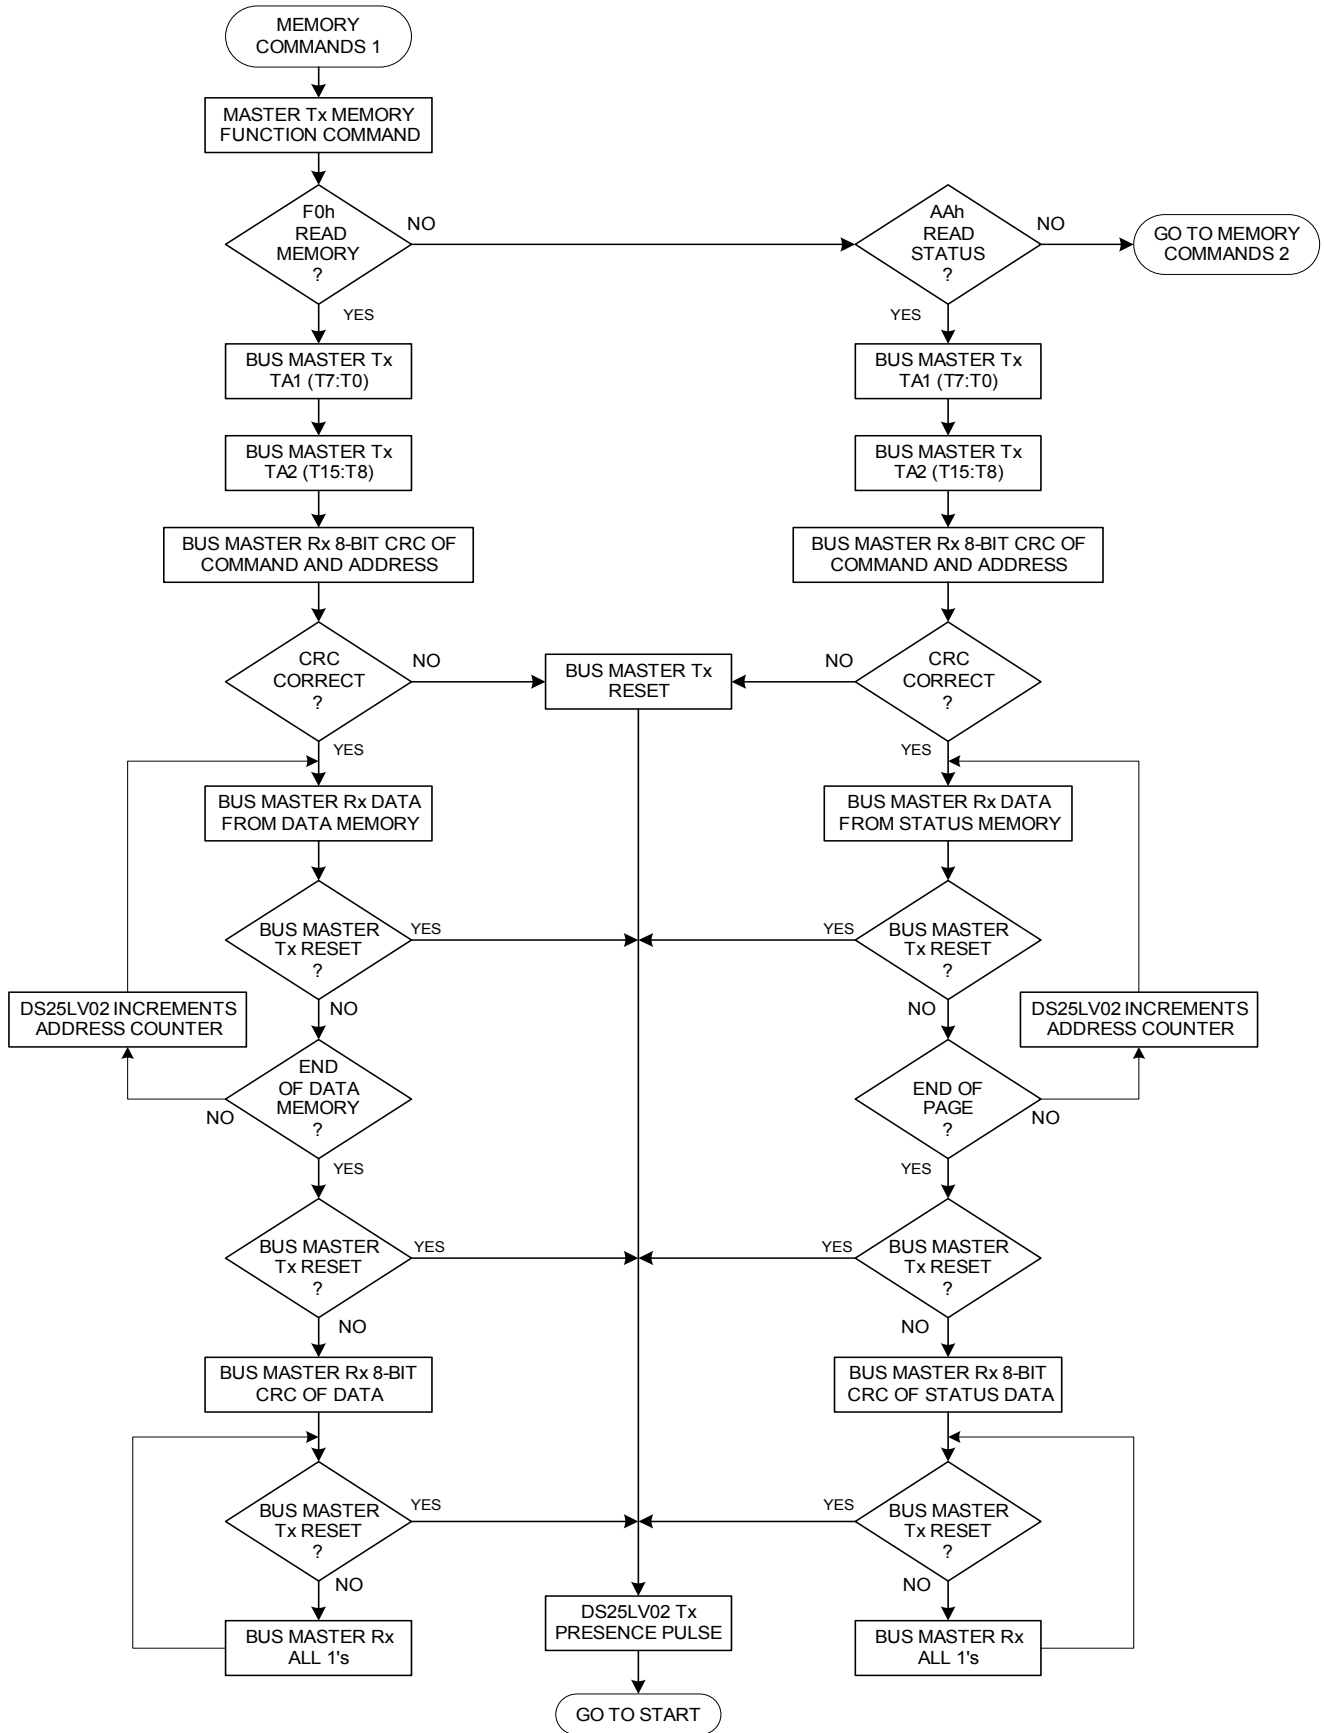 MEMORY
COMMANDS 1
MASTER Tx MEMORY
FUNCTION COMMAND
F0h
READ
MEMORY
?
NO
YES
AAh
READ
STATUS
?
NO
YES
GO TO MEMORY
COMMANDS 2
BUS MASTER Tx
TA1 (T7:T0)
BUS MASTER Tx
TA1 (T7:T0)
BUS MASTER Tx
TA2 (T15:T8)
BUS MASTER Tx
TA2 (T15:T8)
BUS MASTER Rx 8-BIT CRC OF
COMMAND AND ADDRESS
BUS MASTER Rx 8-BIT CRC OF
COMMAND AND ADDRESS
CRC
CORRECT
?
NO
YES
BUS MASTER Tx
RESET
NO
CRC
CORRECT
?
YES
BUS MASTER Rx DATA
FROM DATA MEMORY
BUS MASTER Rx DATA
FROM STATUS MEMORY
BUS MASTER
Tx RESET
?
YES
NO
YES
BUS MASTER
Tx RESET
?
NO
DS25LV02 INCREMENTS
ADDRESS COUNTER
DS25LV02 INCREMENTS
ADDRESS COUNTER
END
OF DATA
MEMORY
?
NO
YES
END OF
PAGE
?
NO
YES
BUS MASTER
Tx RESET
?
YES
NO
YES
BUS MASTER
Tx RESET
?
NO
BUS MASTER Rx 8-BIT
CRC OF DATA
BUS MASTER Rx 8-BIT
CRC OF STATUS DATA
BUS MASTER
Tx RESET
?
YES
NO
YES
BUS MASTER
Tx RESET
?
NO
BUS MASTER Rx
ALL 1's
DS25LV02 Tx
PRESENCE PULSE
BUS MASTER Rx
ALL 1's
GO TO START